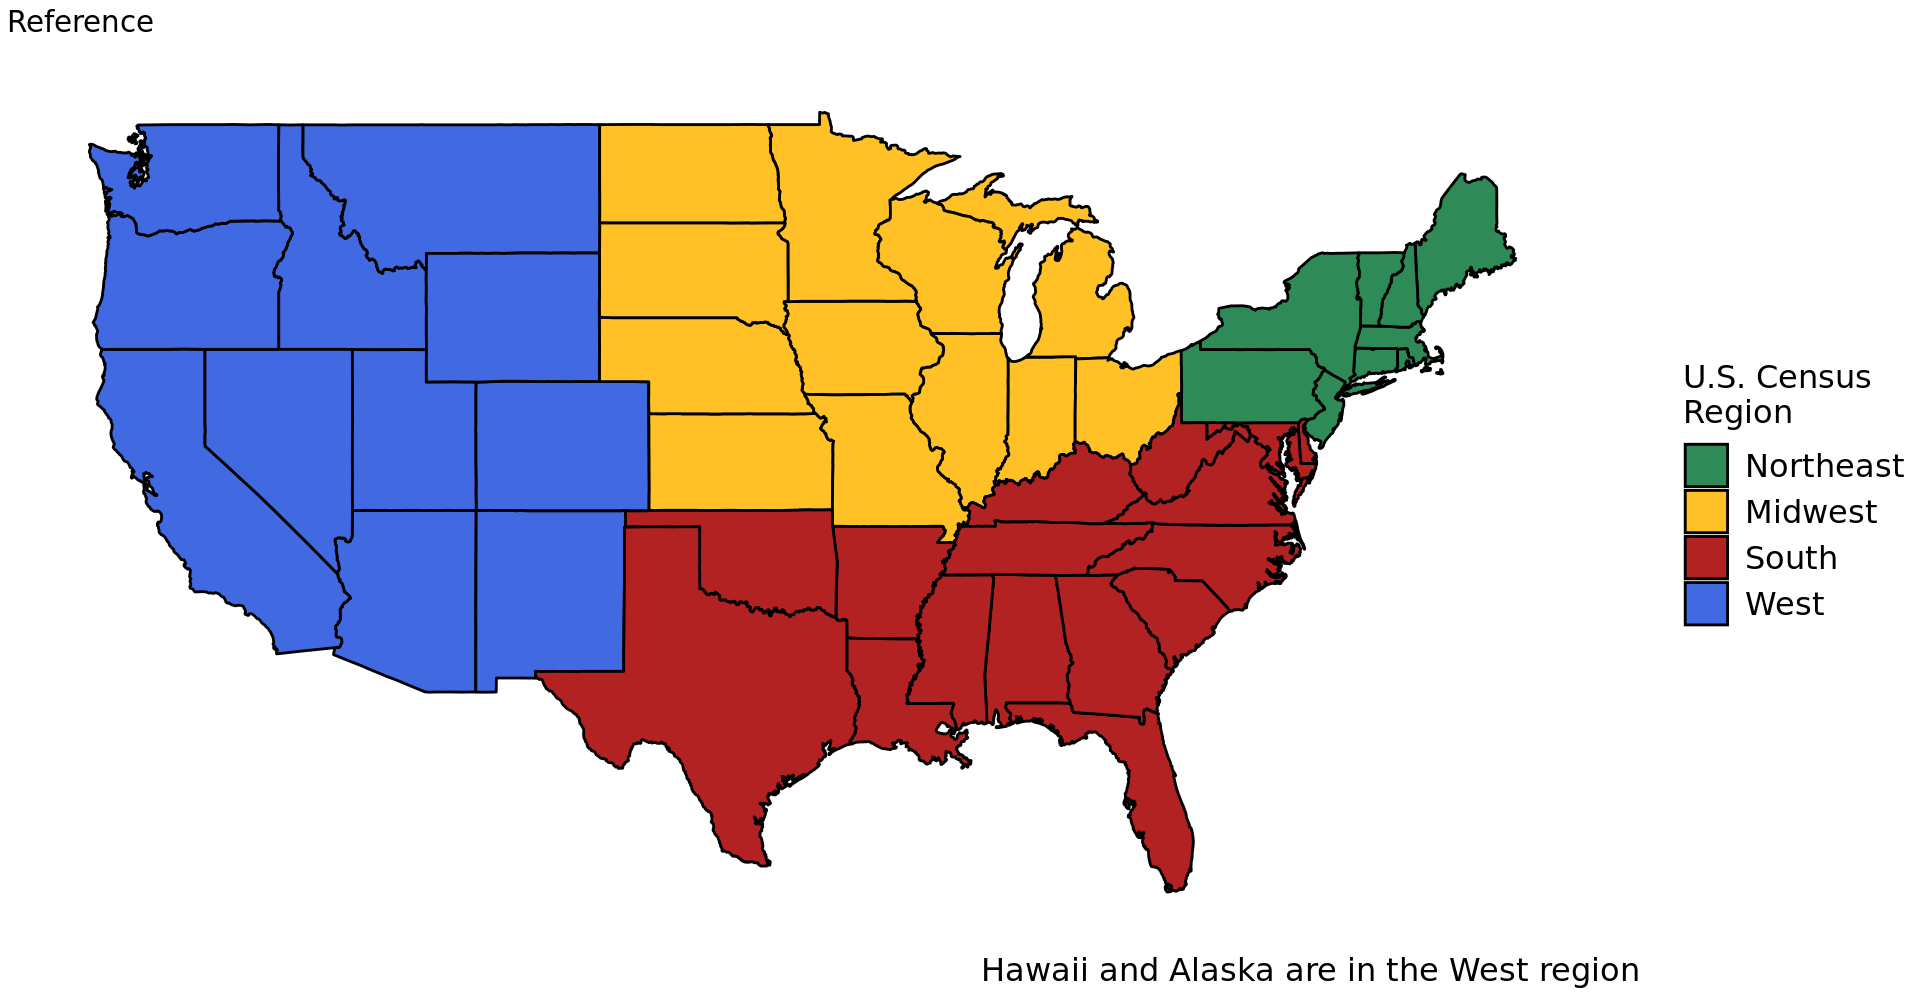 Reference
U.S. Census
Region
Northeast
Midwest
South
West
Hawaii and Alaska are in the West region